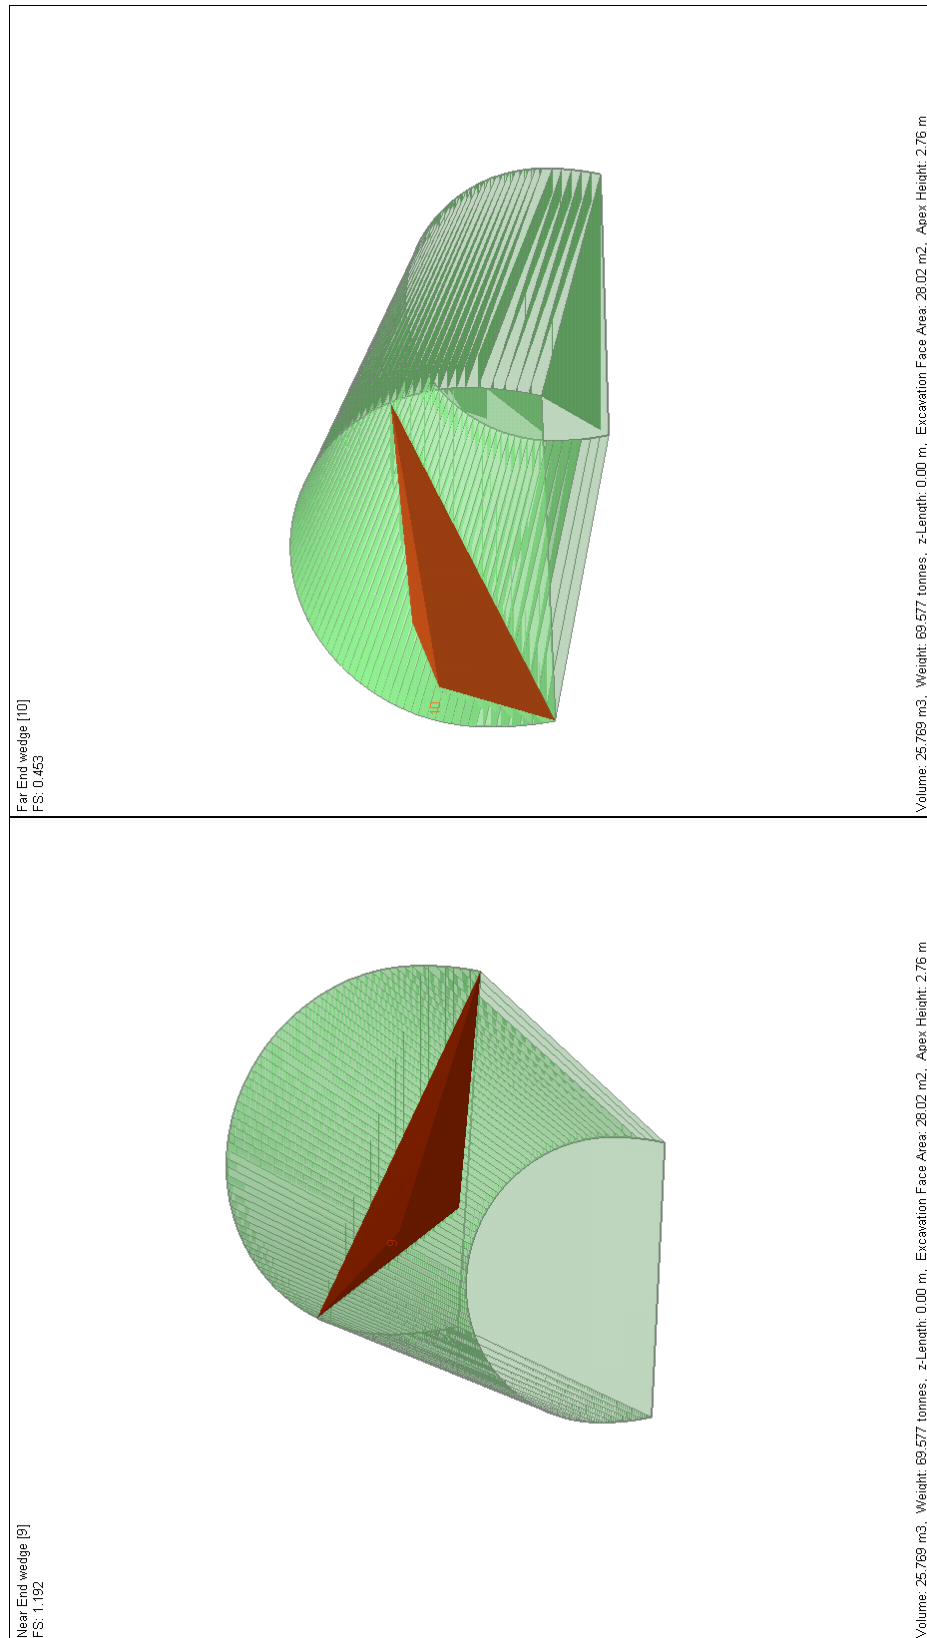 Far End wedge [10]
FS: 0.453
10
Volume: 25.769 m3, Weight: 69.577 tonnes, z-Length: 0.00 m, Excavation Face Area: 28.02 m2, Apex Height: 2.76 m
Near End wedge [9]
FS: 1.192
9
Volume: 25.769 m3, Weight: 69.577 tonnes, z-Length: 0.00 m, Excavation Face Area: 28.02 m2, Apex Height: 2.76 m